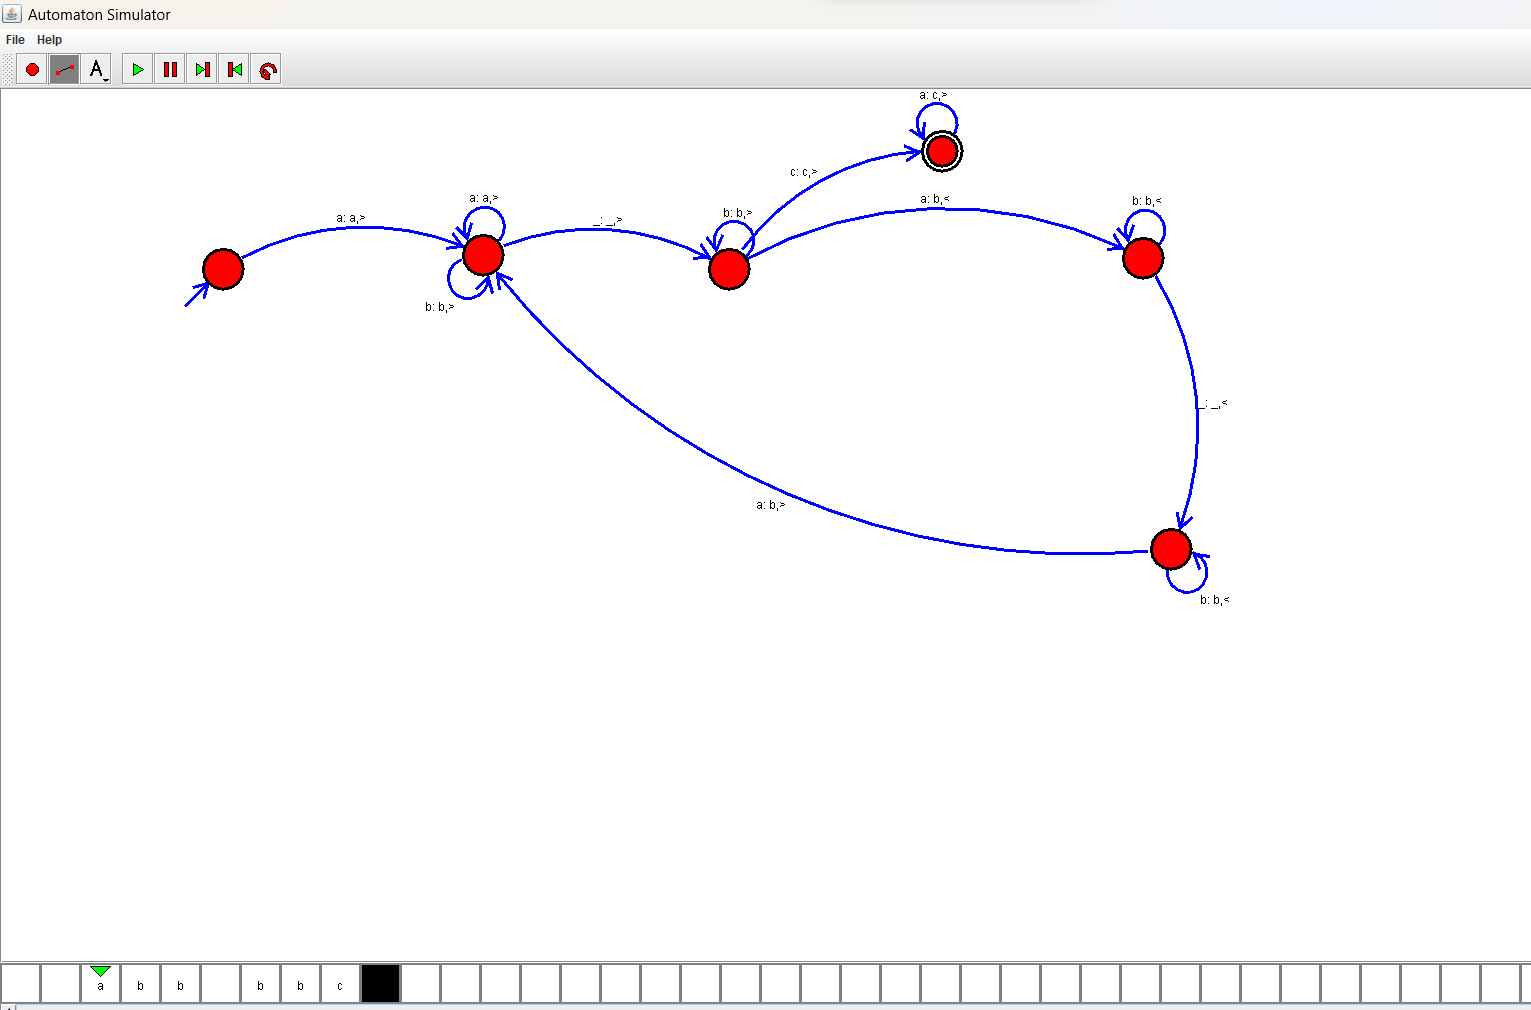 Automaton Simulator
File Help
A
a: c,>
c: c,>
a: a,>
a: a,>
_: _,>
b: b,>
a: b,<
b: b,<
b: b,>
_: _,<
a: b,>
b: b,<
a b b b b c